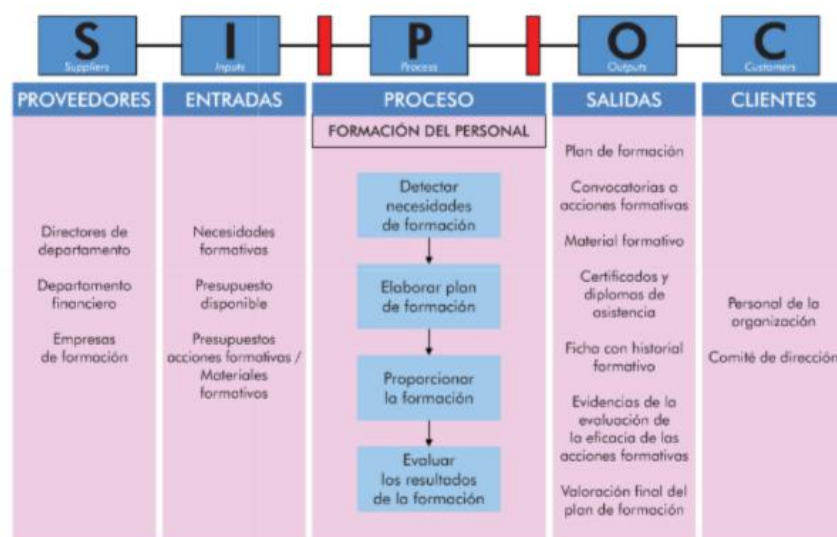 S
Suppliers
I
Inputs
P
Process
O
Outputs
C
Customers
PROVEEDORES
ENTRADAS
PROCESO
SALIDAS
CLIENTES
Directores de
departamento
Departamento
financiero
Empresas
de formación
Necesidades
formativas
Presupuesto
disponible
Presupuestos
acciones formativas /
Materiales
formativos
FORMACIÓN DEL PERSONAL
Detectar
necesidades
de formación
Elaborar plan
de formación
Proporcionar
la formación
Evaluar
los resultados
de la formación
Plan de formación
Convocatorias a
acciones formativas
Material formativo
Certificados y
diplomas de
asistencia
Ficha con historial
formativo
Evidencias de la
evaluación de
la eficacia de las
acciones formativas
Valoración final del
plan de formación
Personal de la
organización
Comité de dirección